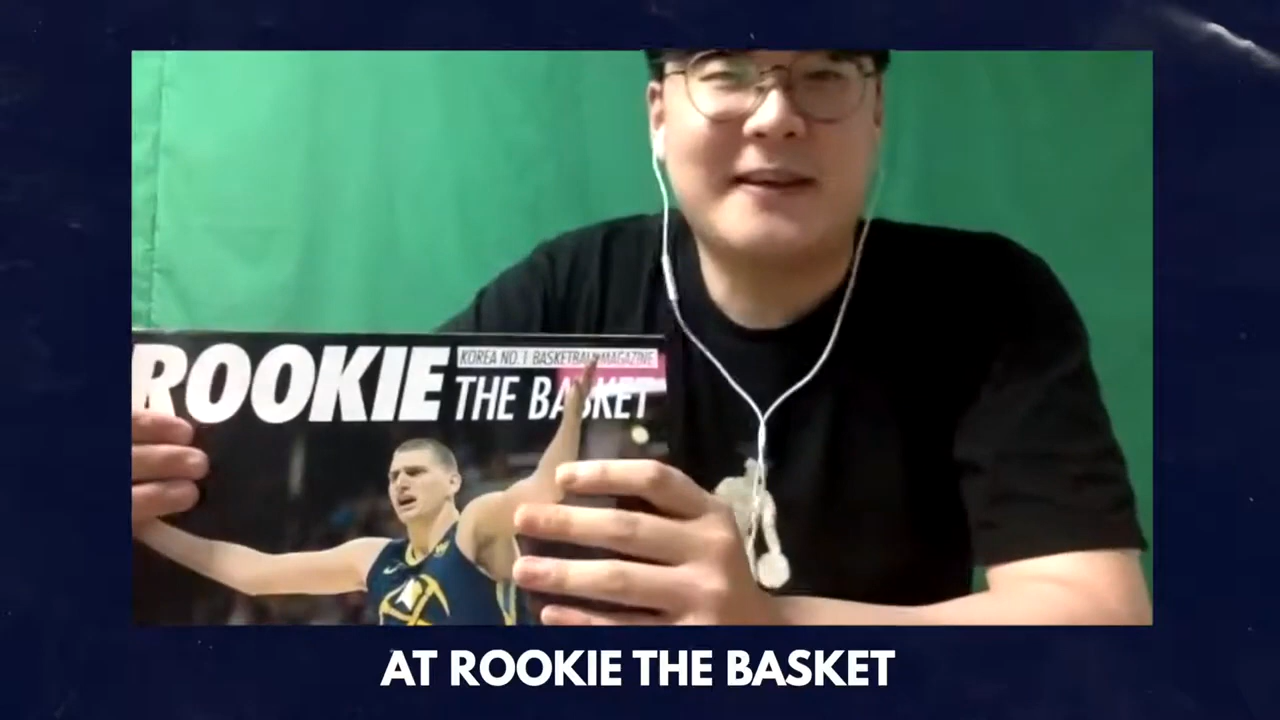 ROOKIE
KOREA NO.1 BASKETBALL MAGAZINE
THE BASKET
AT ROOKIE THE BASKET